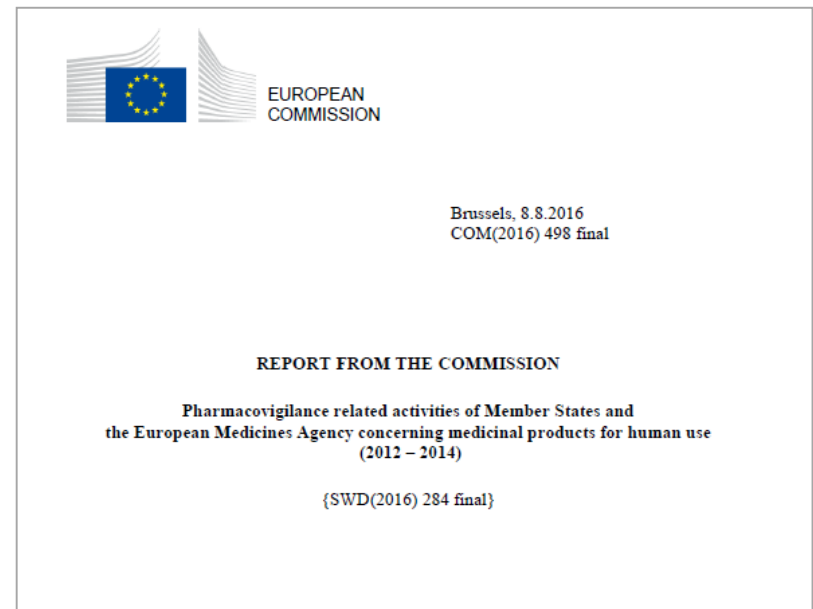 EUROPEAN
COMMISSION
Brussels, 8.8.2016
COM(2016) 498 final
REPORT FROM THE COMMISSION
Pharmacovigilance related activities of Member States and
the European Medicines Agency concerning medicinal products for human use
(2012 – 2014)
{SWD(2016) 284 final}